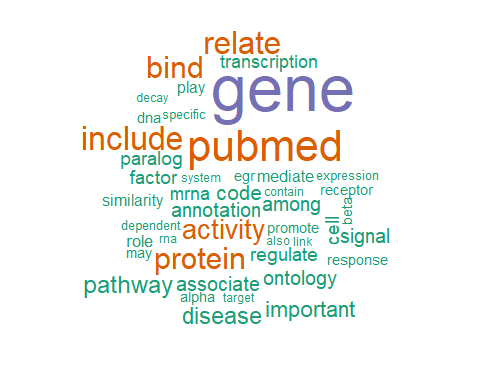 relate
bind transcription
play gene
decay
dna specific
include pubmed
paralog
factor system egr mediate expression
similarity mrna code contain receptor
annotation among beta
dependent activity promote cell signal
role rna also link
may protein regulate response
pathway associate ontology
alpha target
disease important